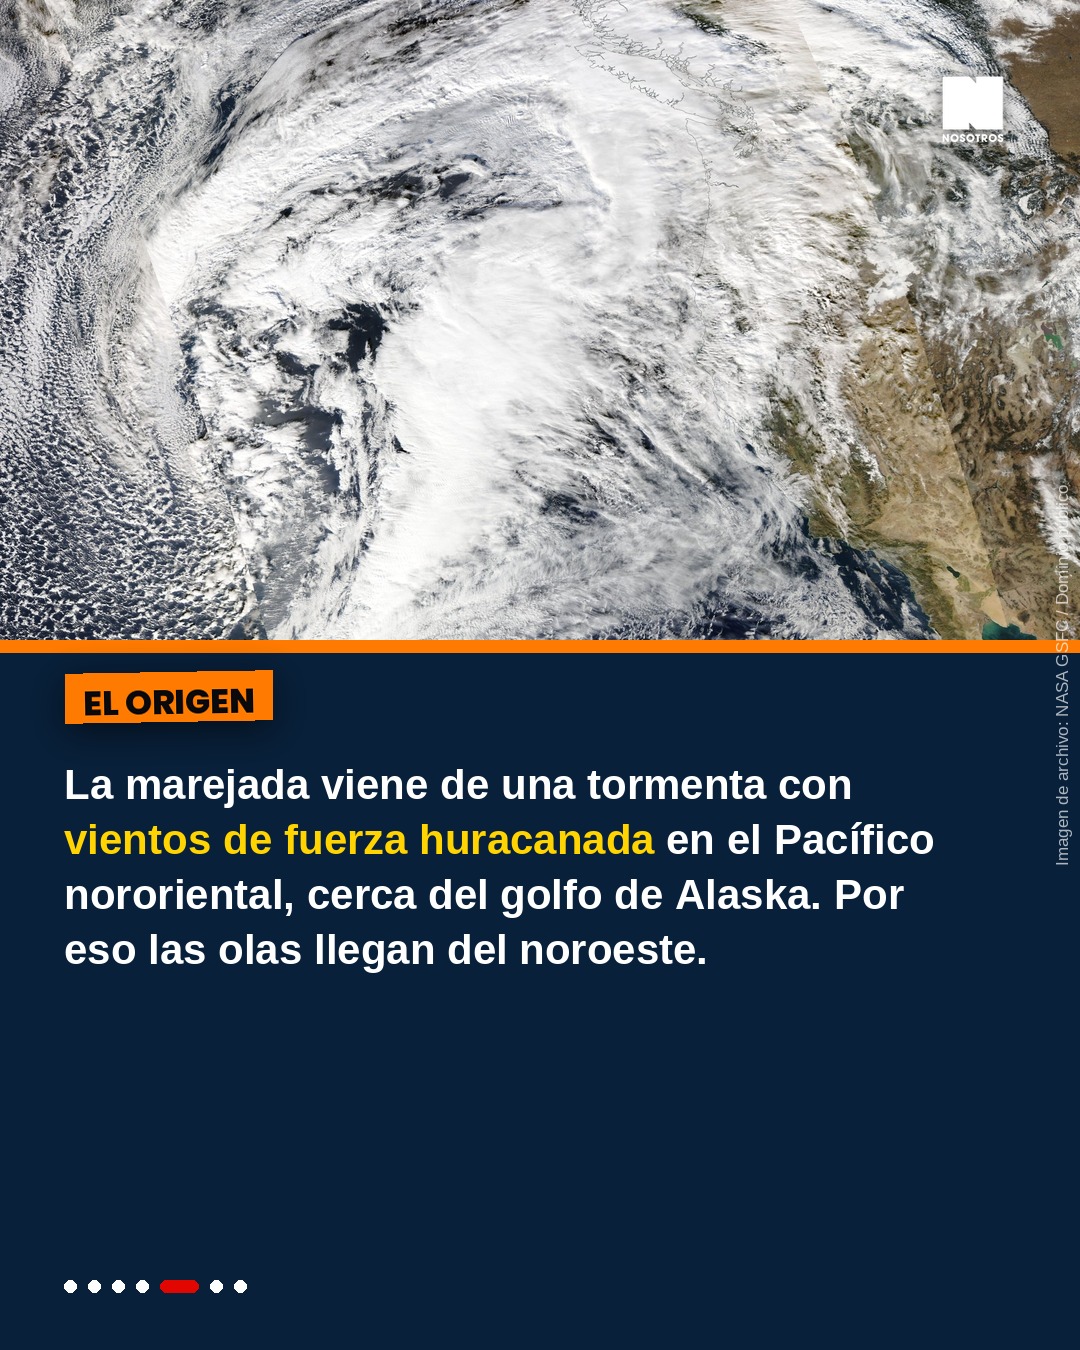 N
NOSOTROS
EL ORIGEN
La marejada viene de una tormenta con
vientos de fuerza huracanada en el Pacífico
nororiental, cerca del golfo de Alaska. Por
eso las olas llegan del noroeste.
Imagen de archivo: NASA GSFC /